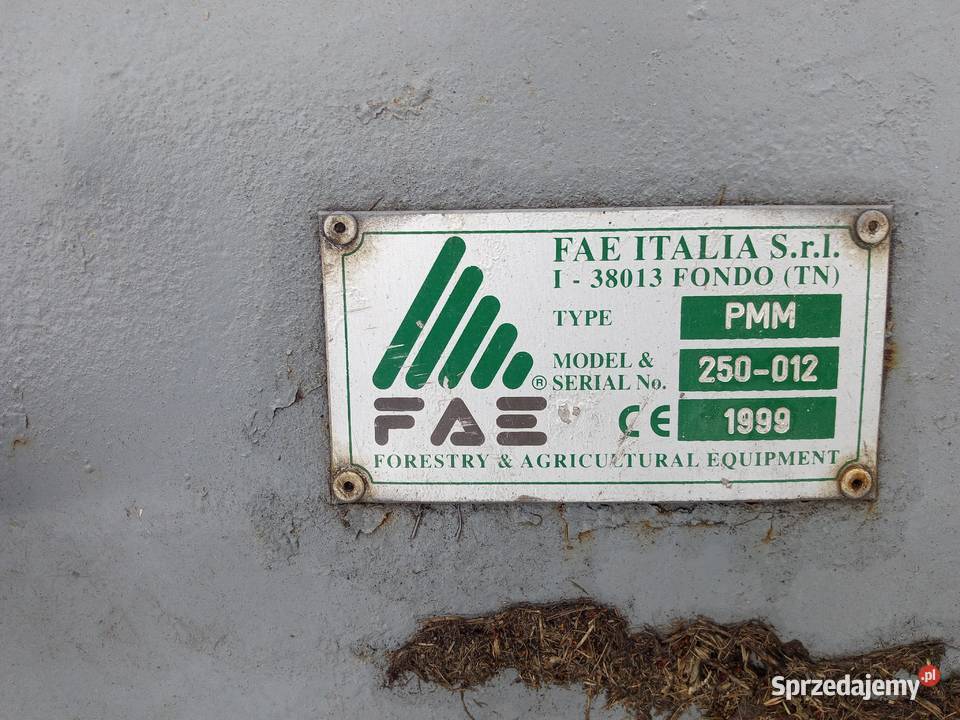 FAE ITALIA S.r.l.
I - 38013 FONDO (TN)
TYPE PMM
MODEL &
SERIAL No. 250-012
® CE 1999
FAE
FORESTRY & AGRICULTURAL EQUIPMENT
Sprzedajemy.pl